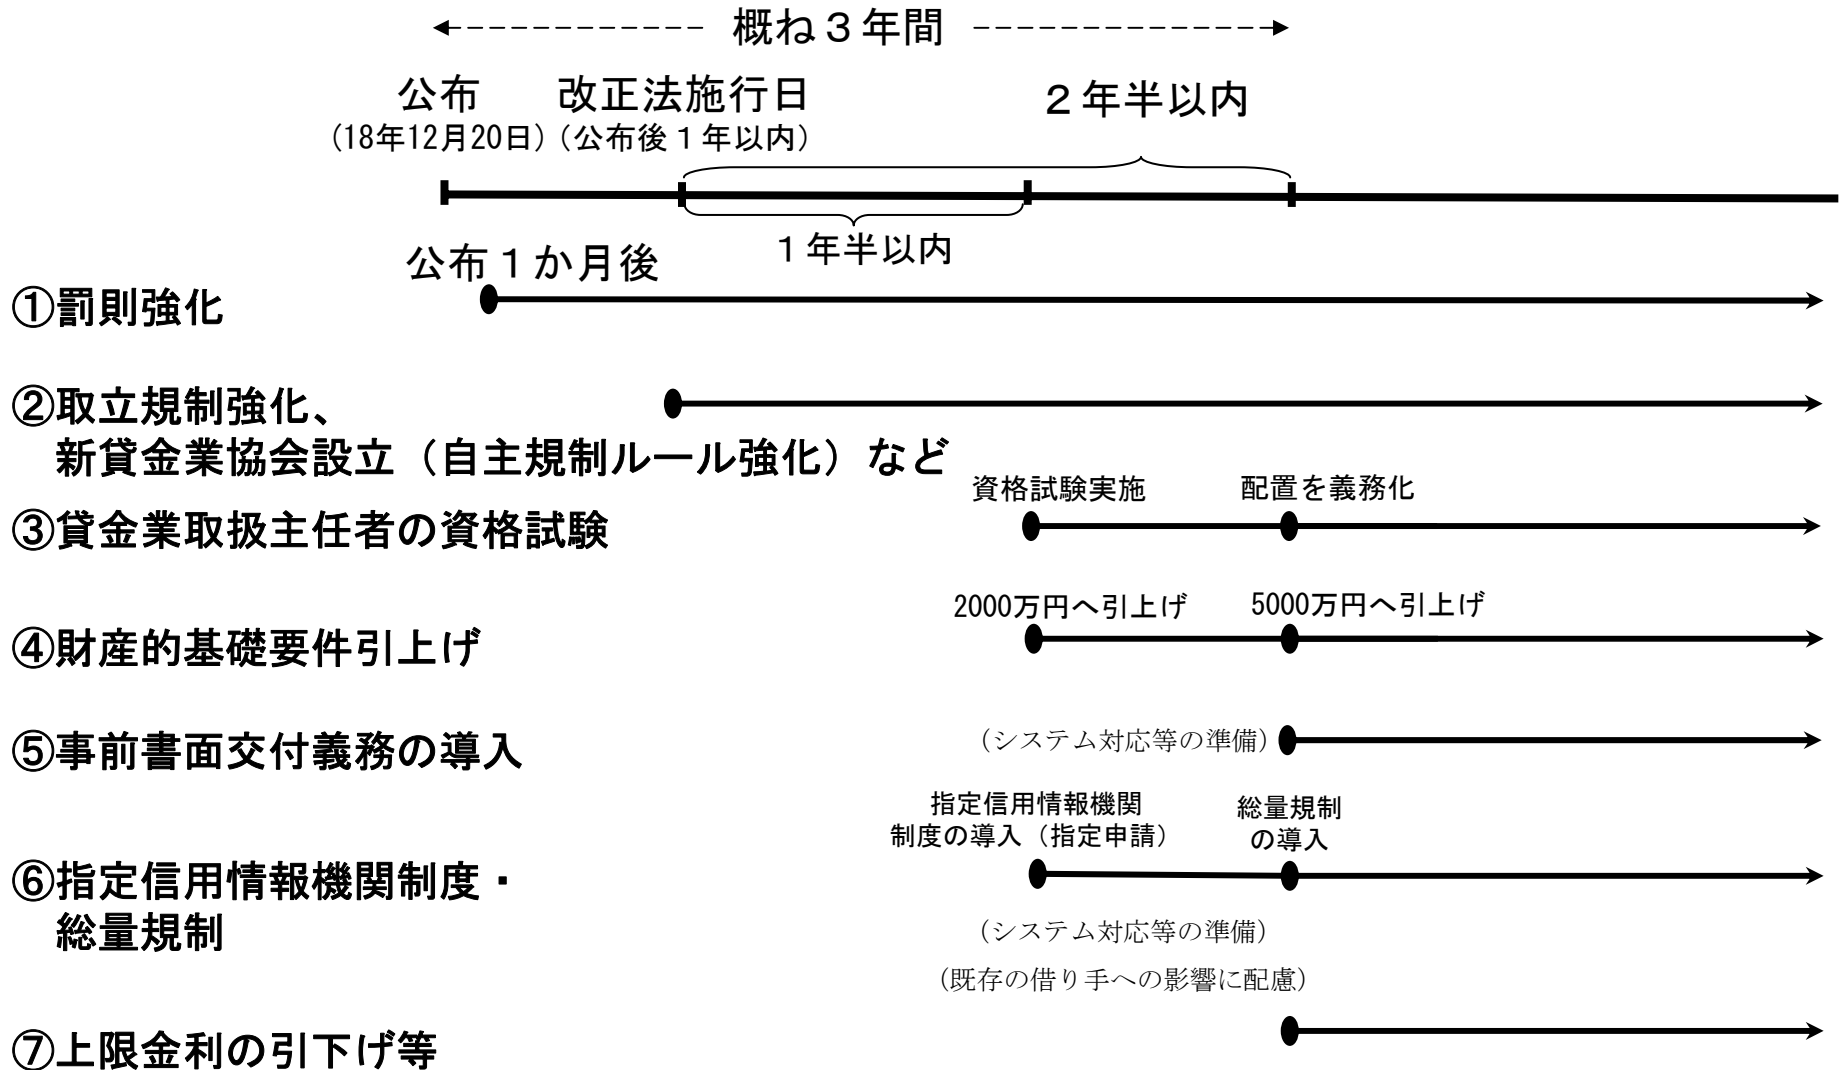 概ね３年間
公布　改正法施行日　２年半以内
(18年12月20日)（公布後１年以内）
１年半以内
公布１か月後
①罰則強化
②取立規制強化、
新貸金業協会設立（自主規制ルール強化）など
資格試験実施　配置を義務化
③貸金業取扱主任者の資格試験
2000万円へ引上げ　5000万円へ引上げ
④財産的基礎要件引上げ
（システム対応等の準備）
⑤事前書面交付義務の導入
指定信用情報機関
制度の導入（指定申請）
総量規制
の導入
⑥指定信用情報機関制度・
総量規制
（システム対応等の準備）
（既存の借り手への影響に配慮）
⑦上限金利の引下げ等